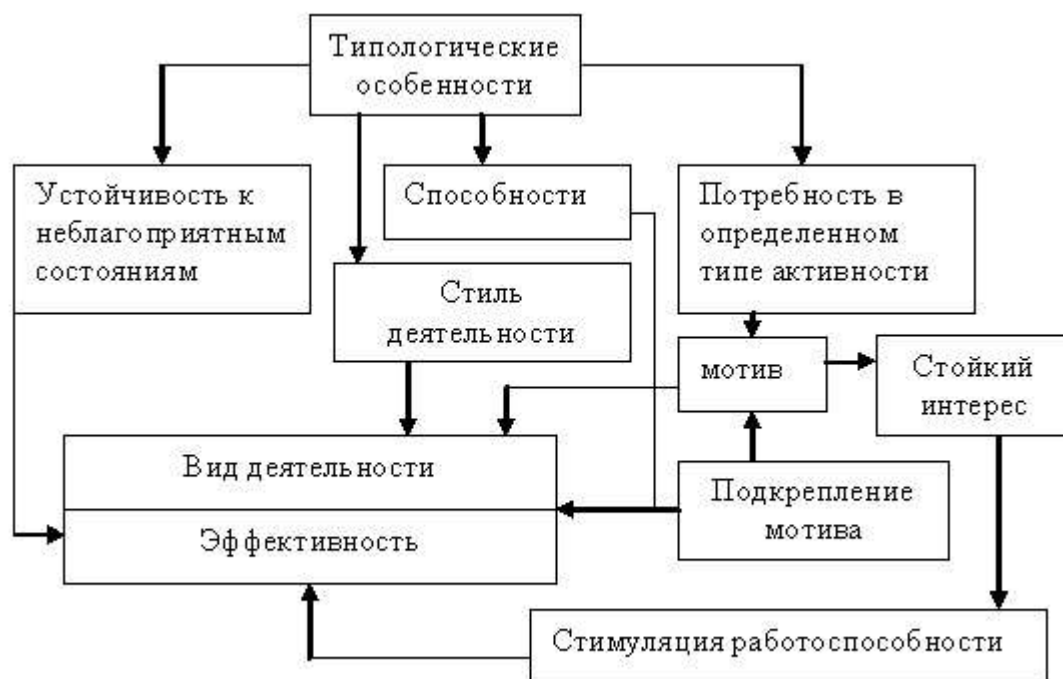 Типологические
особенности
Устойчивость к
неблагоприятным
состояниям
Способности
Потребность в
определенном
типе активности
Стиль
деятельности
мотив
Стойкий
интерес
Вид деятельности
Эффективность
Подкрепление
мотива
Стимуляция работоспособности